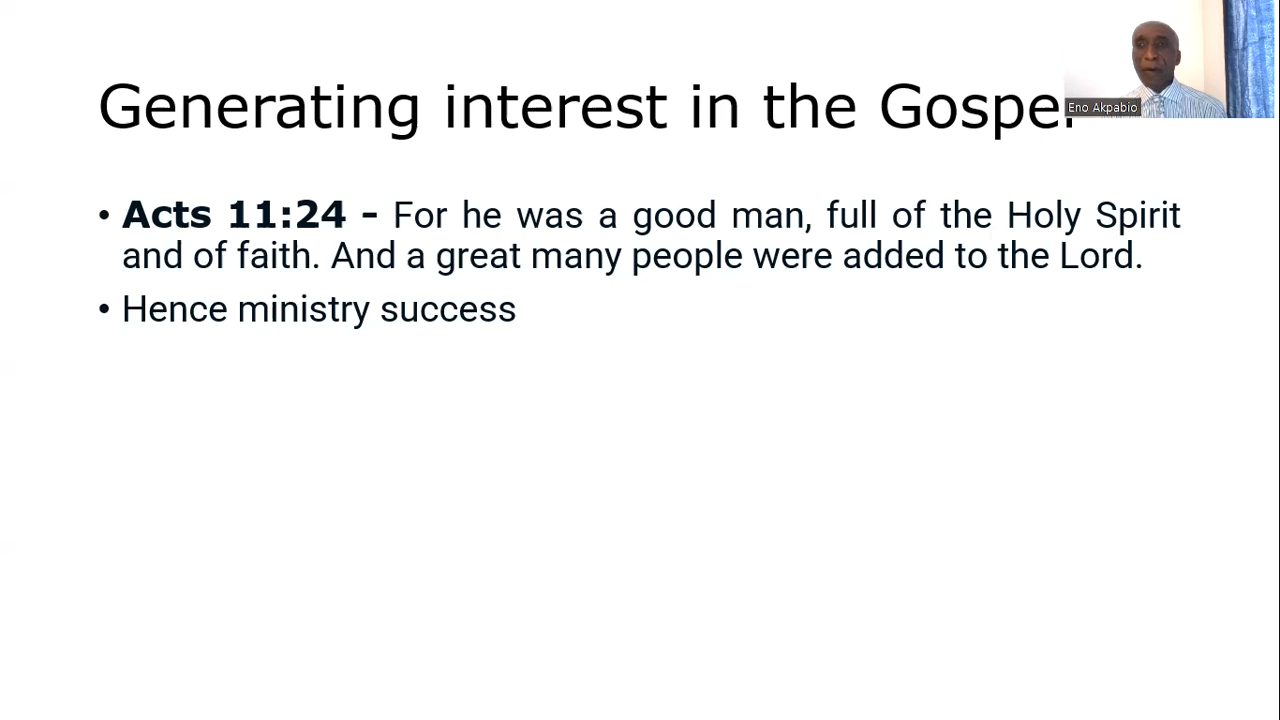 Generating interest in the Gospel
Eno Akpabio
• Acts 11:24 - For he was a good man, full of the Holy Spirit
and of faith. And a great many people were added to the Lord.
• Hence ministry success